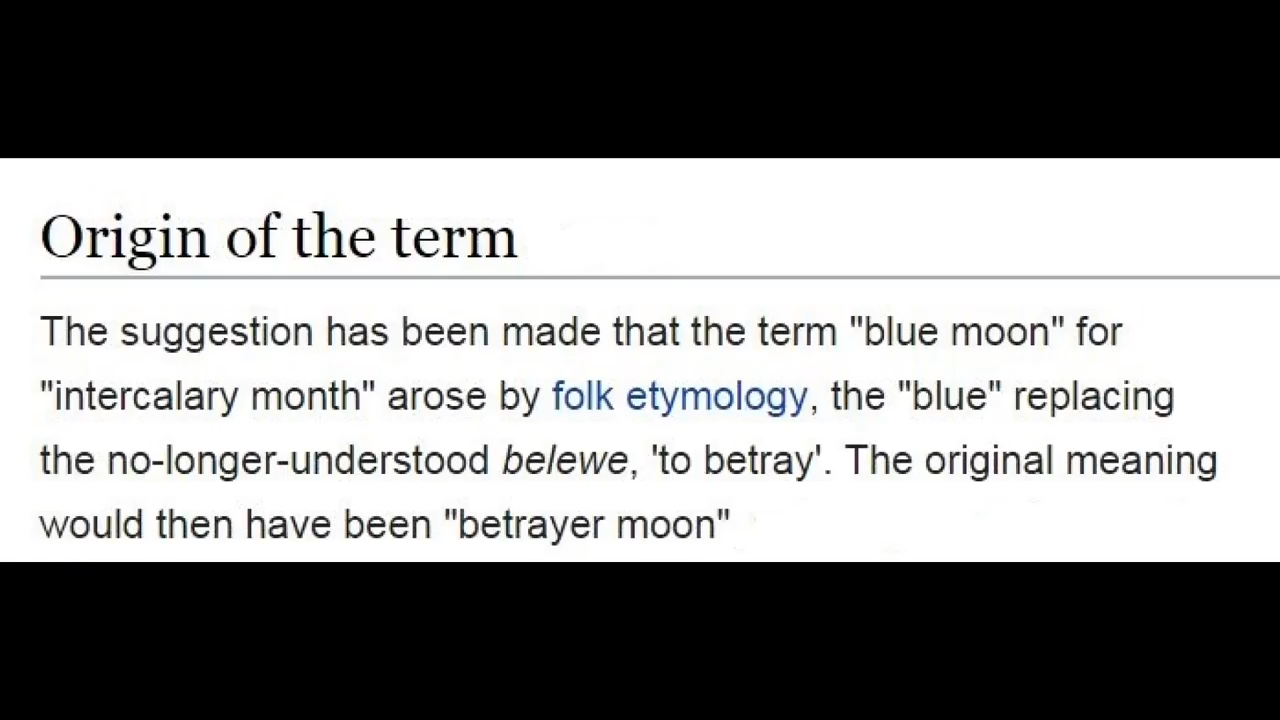 Origin of the term
The suggestion has been made that the term "blue moon" for
"intercalary month" arose by folk etymology, the "blue" replacing
the no-longer-understood belewe, 'to betray'. The original meaning
would then have been "betrayer moon"